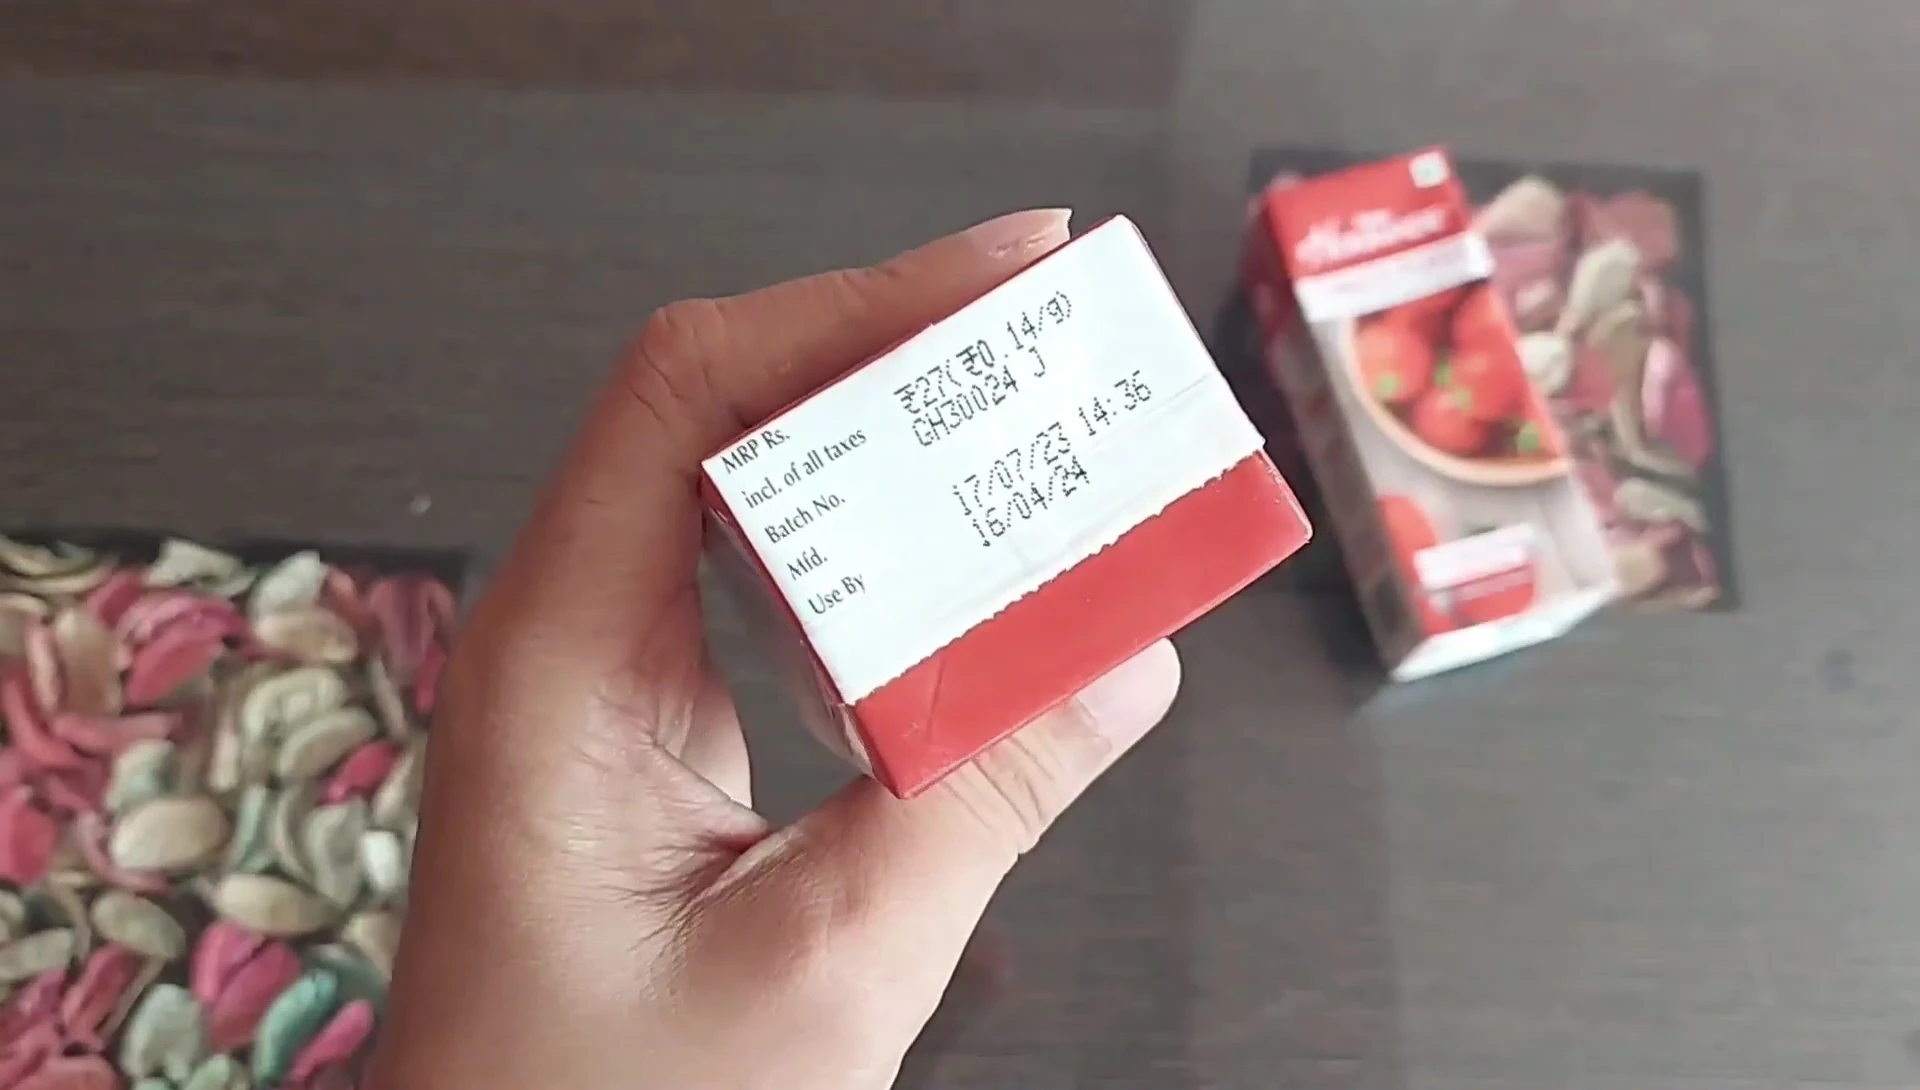 MRP Rs.
incl. of all taxes
Batch No.
Mfd.
Use By
₹27(₹0.14/g)
GH30024 J
17/07/23 14:36
16/04/24